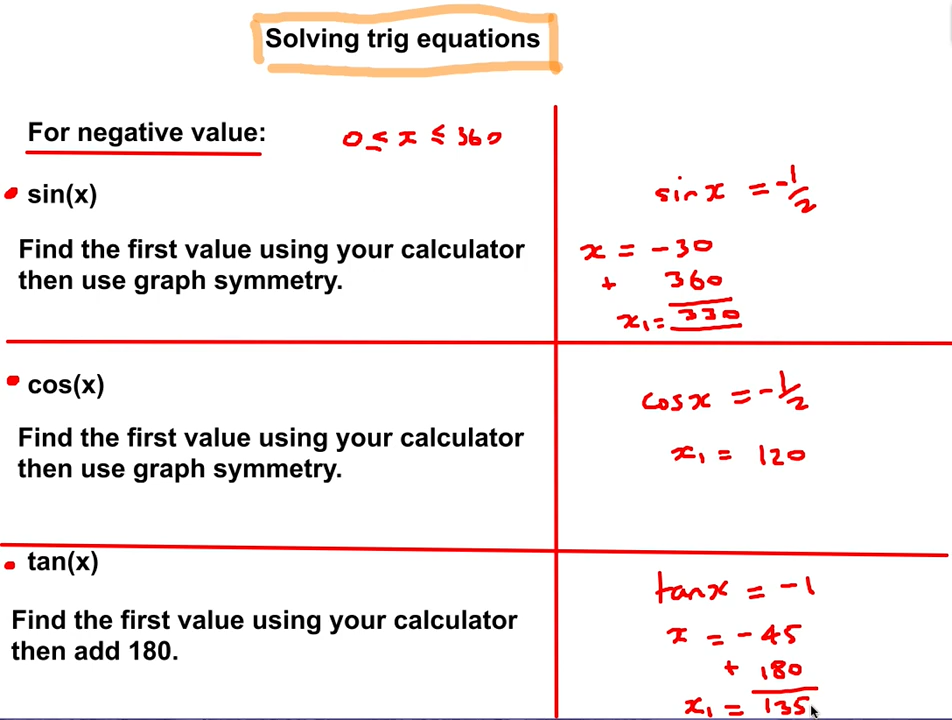 Solving trig equations
For negative value: 0 ≤ x ≤ 360
sin(x)
Find the first value using your calculator
then use graph symmetry.
sin x = -1/2
x = -30
+ 360
x₁ = 330
cos(x)
Find the first value using your calculator
then use graph symmetry.
cos x = -1/2
x₁ = 120
tan(x)
Find the first value using your calculator
then add 180.
tan x = -1
x = -45
+ 180
x₁ = 135